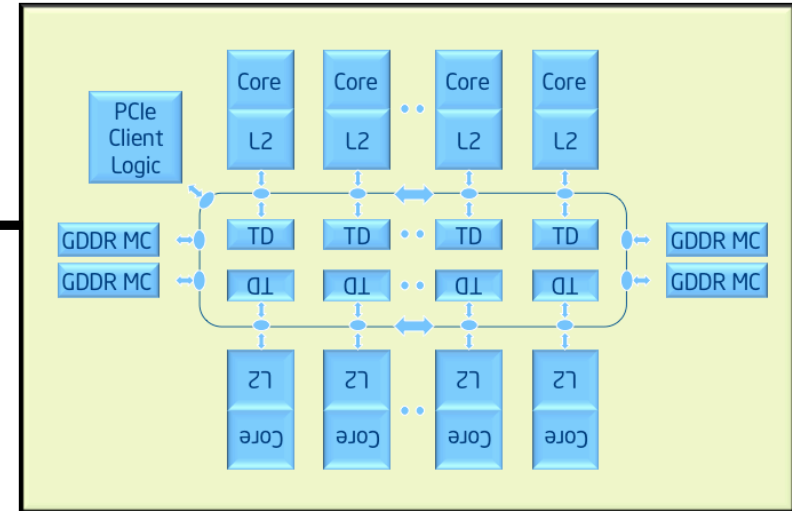 Core Core Core Core
PCIe
Client
Logic
L2 L2 L2 L2
TD TD TD TD
GDDR MC GDDR MC
GDDR MC GDDR MC
TD TD TD TD
L2 L2 L2 L2
Core Core Core Core